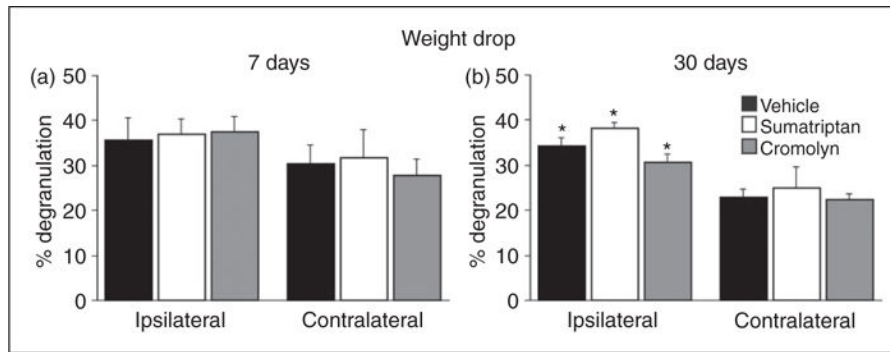 Weight drop
(a) 7 days
% degranulation
50
40
30
20
10
0
Ipsilateral Contralateral
(b) 30 days
% degranulation
50
40
30
20
10
0
* * *
Vehicle
Sumatriptan
Cromolyn
Ipsilateral Contralateral